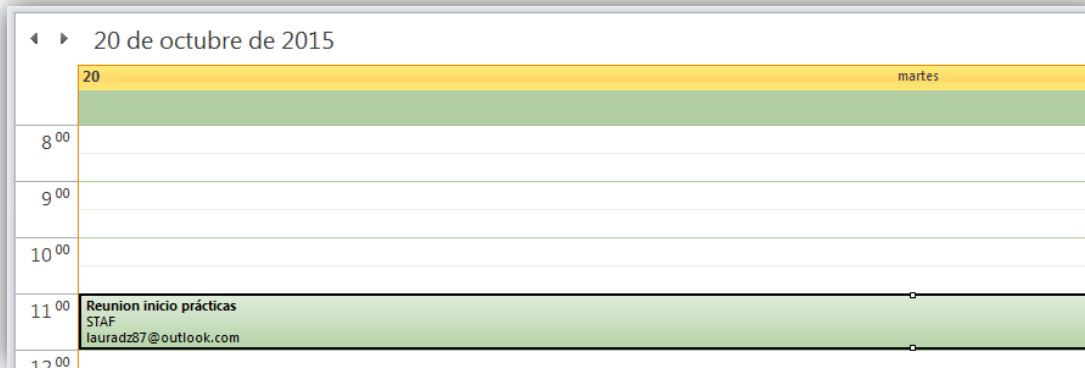 20 de octubre de 2015
20 martes
8 00
9 00
10 00
11 00
Reunion inicio prácticas
STAF
lauradz87@outlook.com
12 00